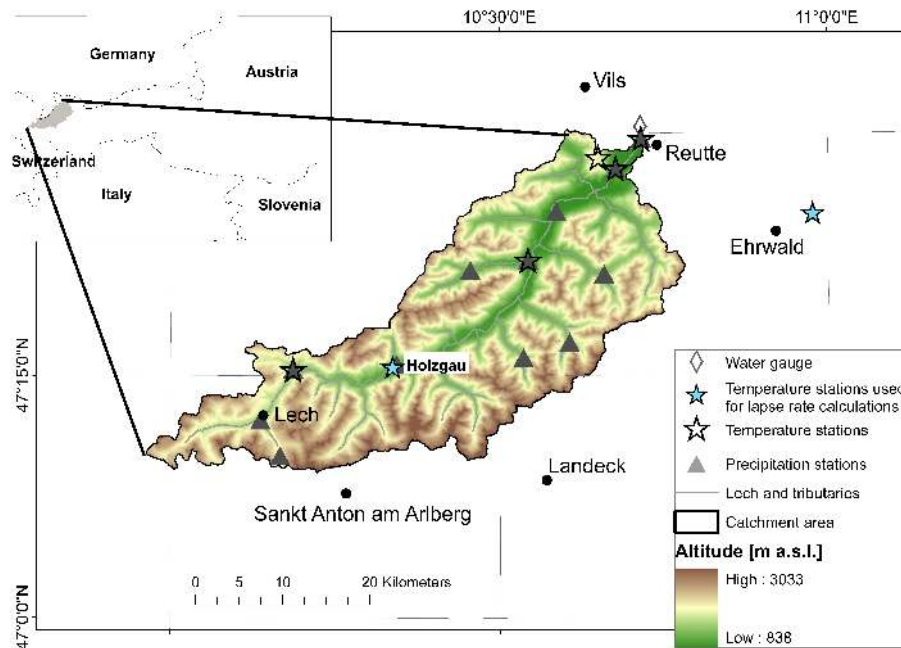 10°30'0"E
11°0'0"E
Germany
Austria
Switzerland
Italy
Slovenia
Vils
Reutte
Ehrwald
Holzgau
Lech
Landeck
Sankt Anton am Arlberg
47°15'0"N
47°0'0"N
0 5 10 20 Kilometers
Water gauge
Temperature stations used
for lapse rate calculations
Temperature stations
Precipitation stations
Lech and tributaries
Catchment area
Altitude [m a.s.l.]
High : 3033
Low : 838